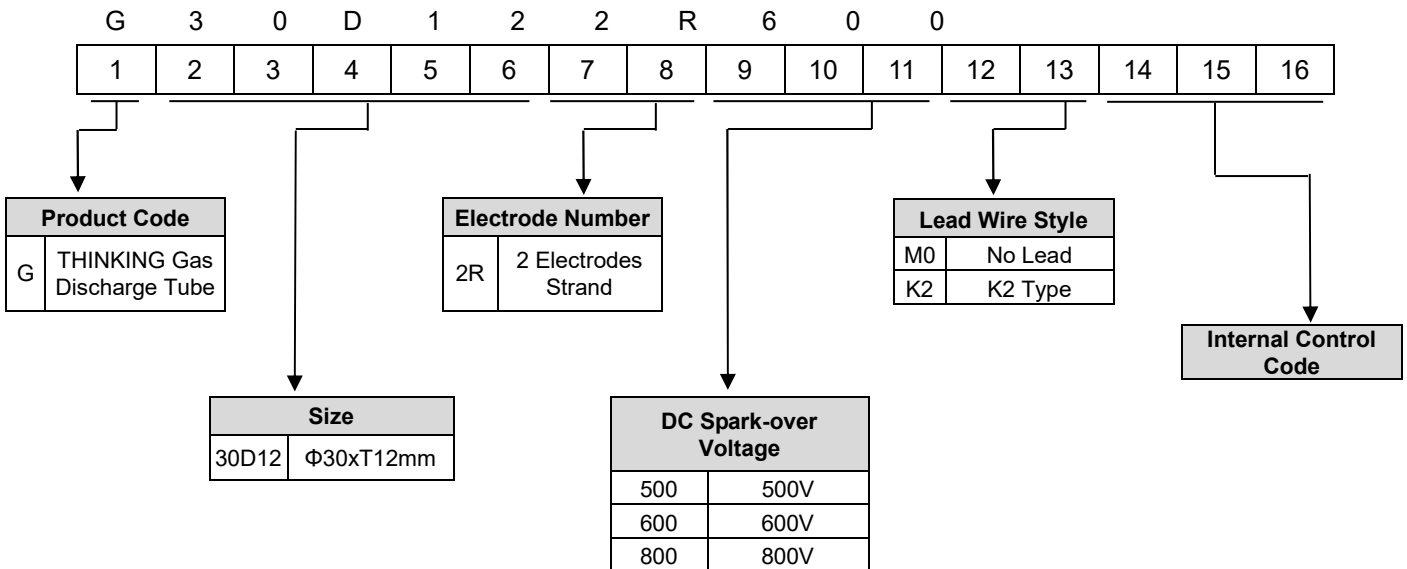 G 3 0 D 1 2 2 R 6 0 0
1 2 3 4 5 6 7 8 9 10 11 12 13 14 15 16
Product Code
G THINKING Gas
Discharge Tube
Electrode Number
2R 2 Electrodes
Strand
Lead Wire Style
M0 No Lead
K2 K2 Type
Internal Control
Code
Size
30D12 Φ30xT12mm
DC Spark-over
Voltage
500 500V
600 600V
800 800V